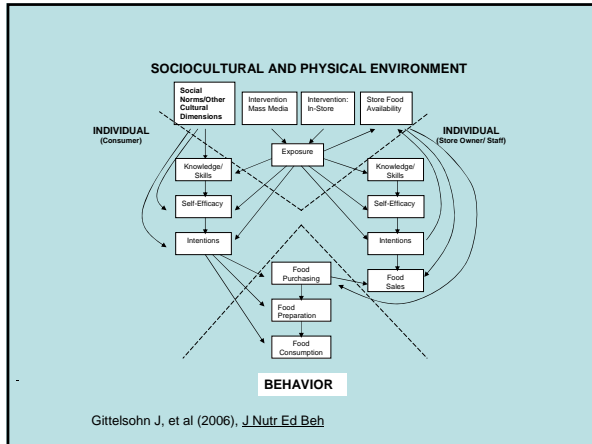 SOCIOCULTURAL AND PHYSICAL ENVIRONMENT
Social
Norms/Other
Cultural
Dimensions
Intervention
Mass Media
Intervention:
In-Store
Store Food
Availability
INDIVIDUAL
(Consumer)
INDIVIDUAL
(Store Owner/ Staff)
Exposure
Knowledge/
Skills
Knowledge/
Skills
Self-Efficacy
Self-Efficacy
Intentions
Intentions
Food
Purchasing
Food
Sales
Food
Preparation
Food
Consumption
BEHAVIOR
Gittelsohn J, et al (2006), J Nutr Ed Beh